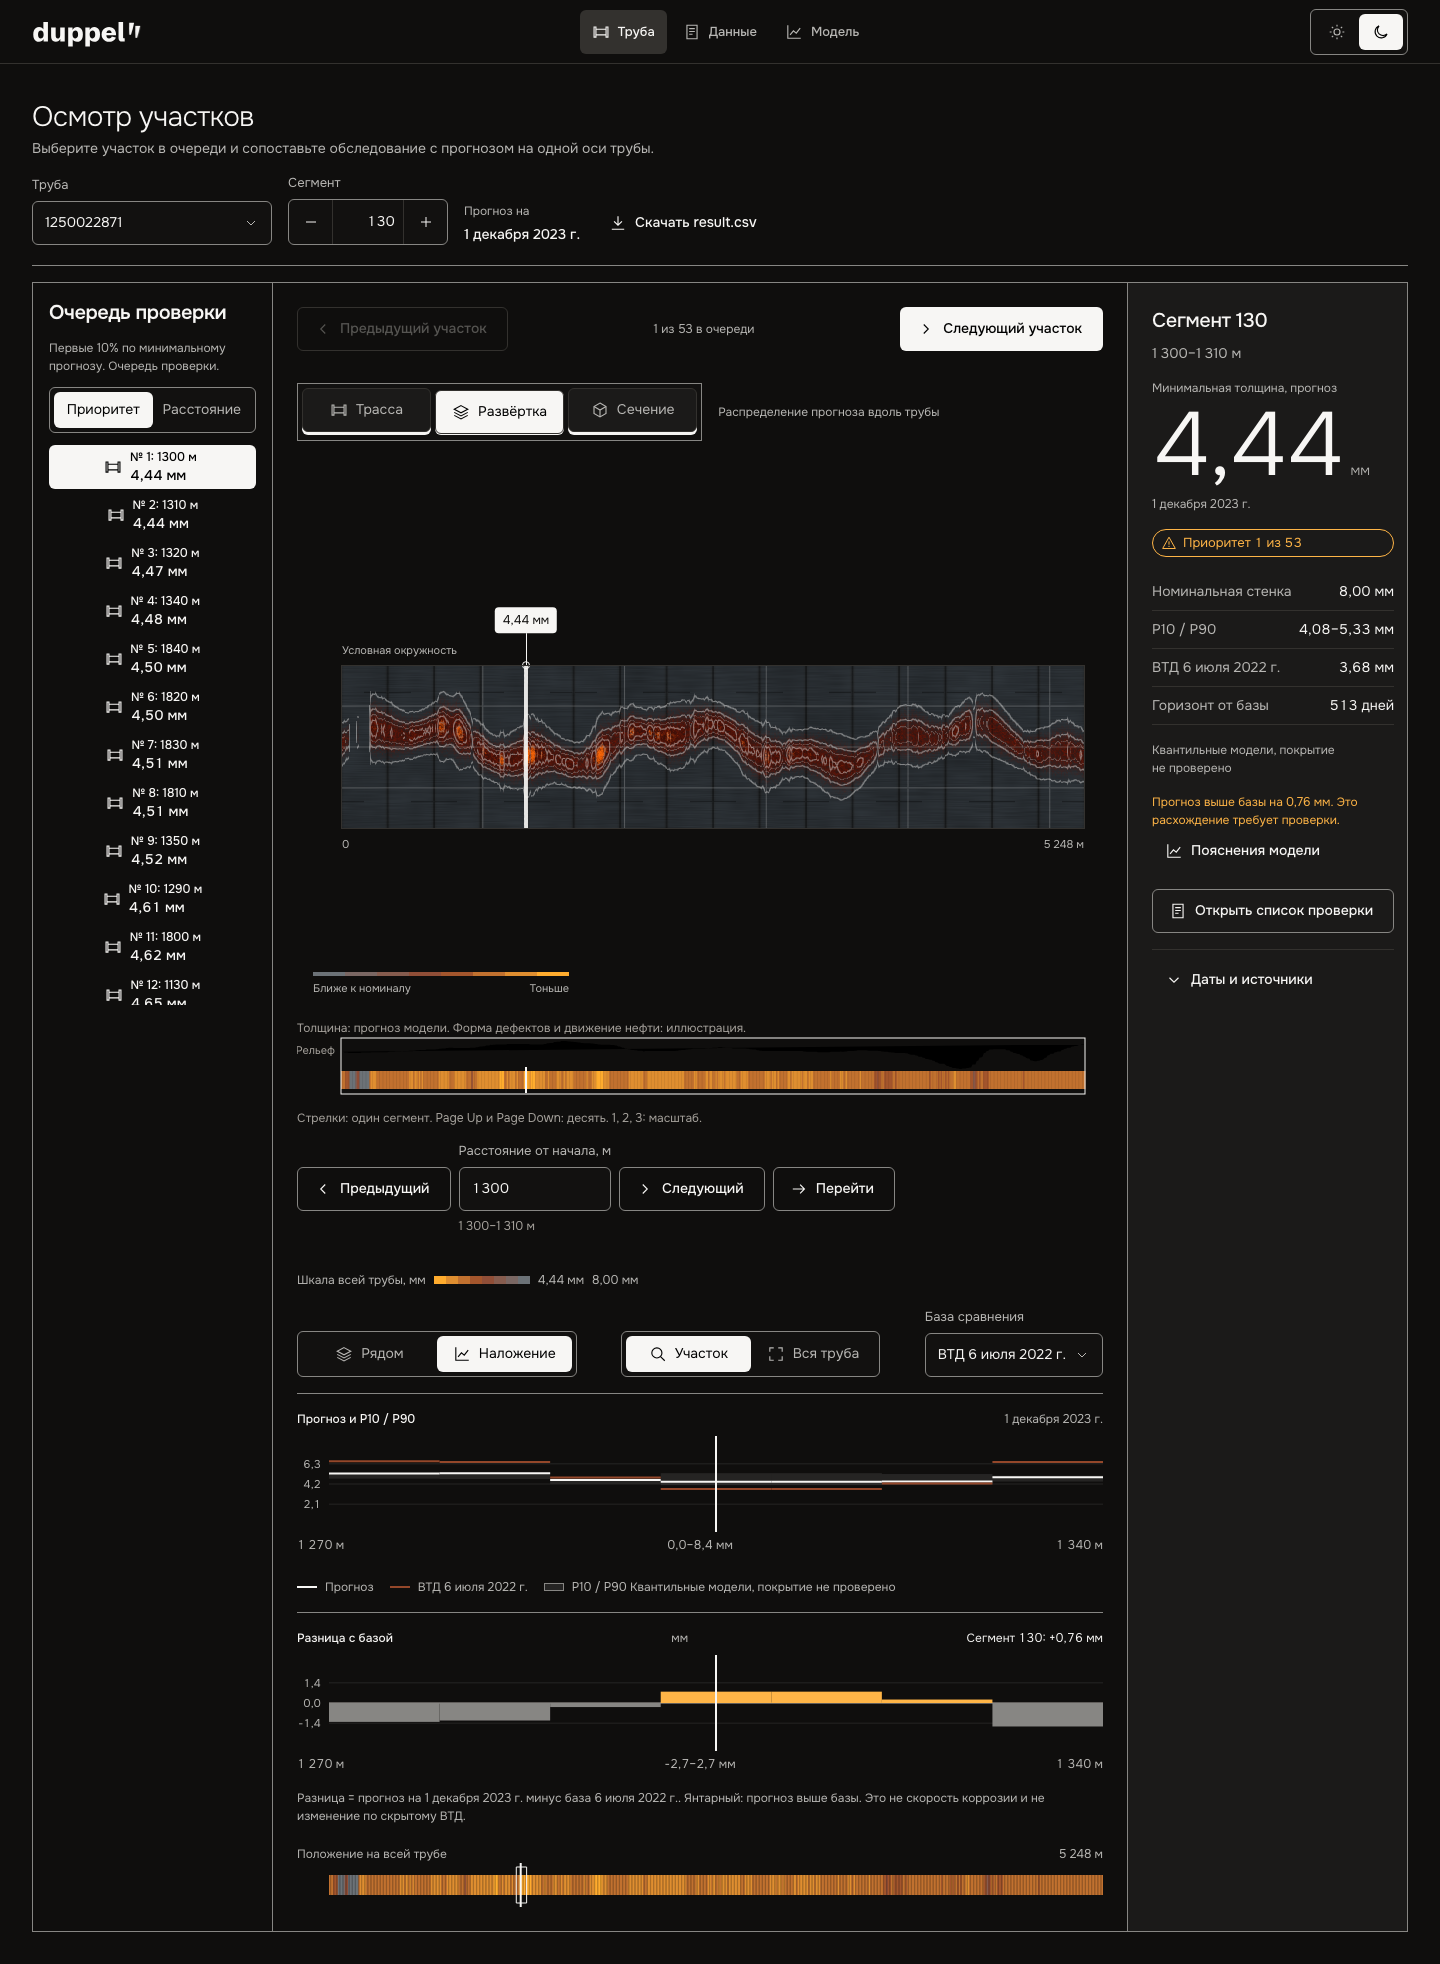 duppel
Труба
Данные
Модель
Осмотр участков
Выберите участок в очереди и сопоставьте обследование с прогнозом на одной оси трубы.
Труба
1250022871
Сегмент
130
Прогноз на
1 декабря 2023 г.
Скачать result.csv
Очередь проверки
Первые 10% по минимальному
прогнозу. Очередь проверки.
Приоритет
Расстояние
№ 1: 1300 м
4,44 мм
№ 2: 1310 м
4,44 мм
№ 3: 1320 м
4,47 мм
№ 4: 1340 м
4,48 мм
№ 5: 1840 м
4,50 мм
№ 6: 1820 м
4,50 мм
№ 7: 1830 м
4,51 мм
№ 8: 1810 м
4,51 мм
№ 9: 1350 м
4,52 мм
№ 10: 1290 м
4,61 мм
№ 11: 1800 м
4,62 мм
№ 12: 1130 м
4,65 мм
Предыдущий участок
1 из 53 в очереди
Следующий участок
Трасса
Развёртка
Сечение
Распределение прогноза вдоль трубы
4,44 мм
Условная окружность
0
5 248 м
Ближе к номиналу
Тоньше
Толщина: прогноз модели. Форма дефектов и движение нефти: иллюстрация.
Рельеф
Стрелки: один сегмент. Page Up и Page Down: десять. 1, 2, 3: масштаб.
Расстояние от начала, м
Предыдущий
1300
Следующий
Перейти
1 300–1 310 м
Шкала всей трубы, мм
4,44 мм
8,00 мм
Рядом
Наложение
Участок
Вся труба
База сравнения
ВТД 6 июля 2022 г.
Прогноз и P10 / P90
1 декабря 2023 г.
6,3
4,2
2,1
1 270 м
0,0–8,4 мм
1 340 м
Прогноз
ВТД 6 июля 2022 г.
P10 / P90 Квантильные модели, покрытие не проверено
Разница с базой
мм
Сегмент 130: +0,76 мм
1,4
0,0
-1,4
1 270 м
-2,7–2,7 мм
1 340 м
Разница = прогноз на 1 декабря 2023 г. минус база 6 июля 2022 г.. Янтарный: прогноз выше базы. Это не скорость коррозии и не
изменение по скрытому ВТД.
Положение на всей трубе
5 248 м
Сегмент 130
1 300–1 310 м
Минимальная толщина, прогноз
4,44 мм
1 декабря 2023 г.
Приоритет 1 из 53
Номинальная стенка
8,00 мм
P10 / P90
4,08–5,33 мм
ВТД 6 июля 2022 г.
3,68 мм
Горизонт от базы
513 дней
Квантильные модели, покрытие
не проверено
Прогноз выше базы на 0,76 мм. Это
расхождение требует проверки.
Пояснения модели
Открыть список проверки
Даты и источники